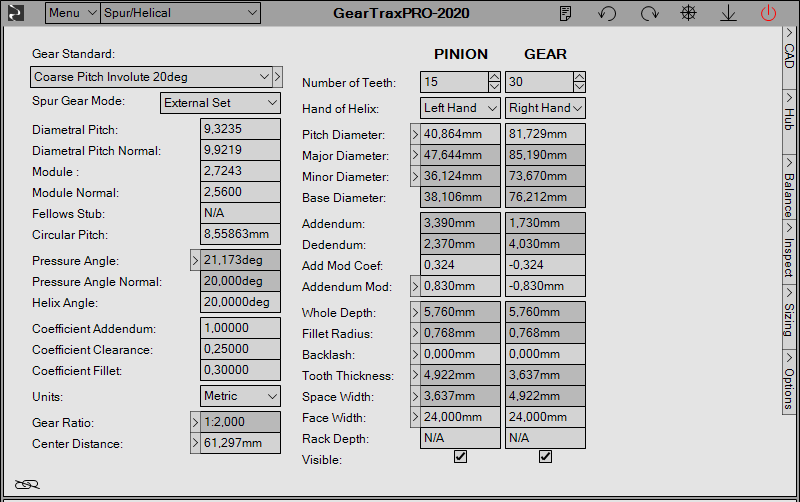 Menu Spur/Helical GearTraxPRO-2020
Gear Standard:
Coarse Pitch Involute 20deg
Spur Gear Mode: External Set
Diametral Pitch: 9,3235
Diametral Pitch Normal: 9,9219
Module : 2,7243
Module Normal: 2,5600
Fellows Stub: N/A
Circular Pitch: 8,55863mm
Pressure Angle: 21,173deg
Pressure Angle Normal: 20,000deg
Helix Angle: 20,0000deg
Coefficient Addendum: 1,00000
Coefficient Clearance: 0,25000
Coefficient Fillet: 0,30000
Units: Metric
Gear Ratio: 1:2,000
Center Distance: 61,297mm
PINION GEAR
Number of Teeth: 15 30
Hand of Helix: Left Hand Right Hand
Pitch Diameter: 40,864mm 81,729mm
Major Diameter: 47,644mm 85,190mm
Minor Diameter: 36,124mm 73,670mm
Base Diameter: 38,106mm 76,212mm
Addendum: 3,390mm 1,730mm
Dedendum: 2,370mm 4,030mm
Add Mod Coef: 0,324 -0,324
Addendum Mod: 0,830mm -0,830mm
Whole Depth: 5,760mm 5,760mm
Fillet Radius: 0,768mm 0,768mm
Backlash: 0,000mm 0,000mm
Tooth Thickness: 4,922mm 3,637mm
Space Width: 3,637mm 4,922mm
Face Width: 24,000mm 24,000mm
Rack Depth: N/A N/A
Visible:
CAD
Hub
Balance
Inspect
Sizing
Options